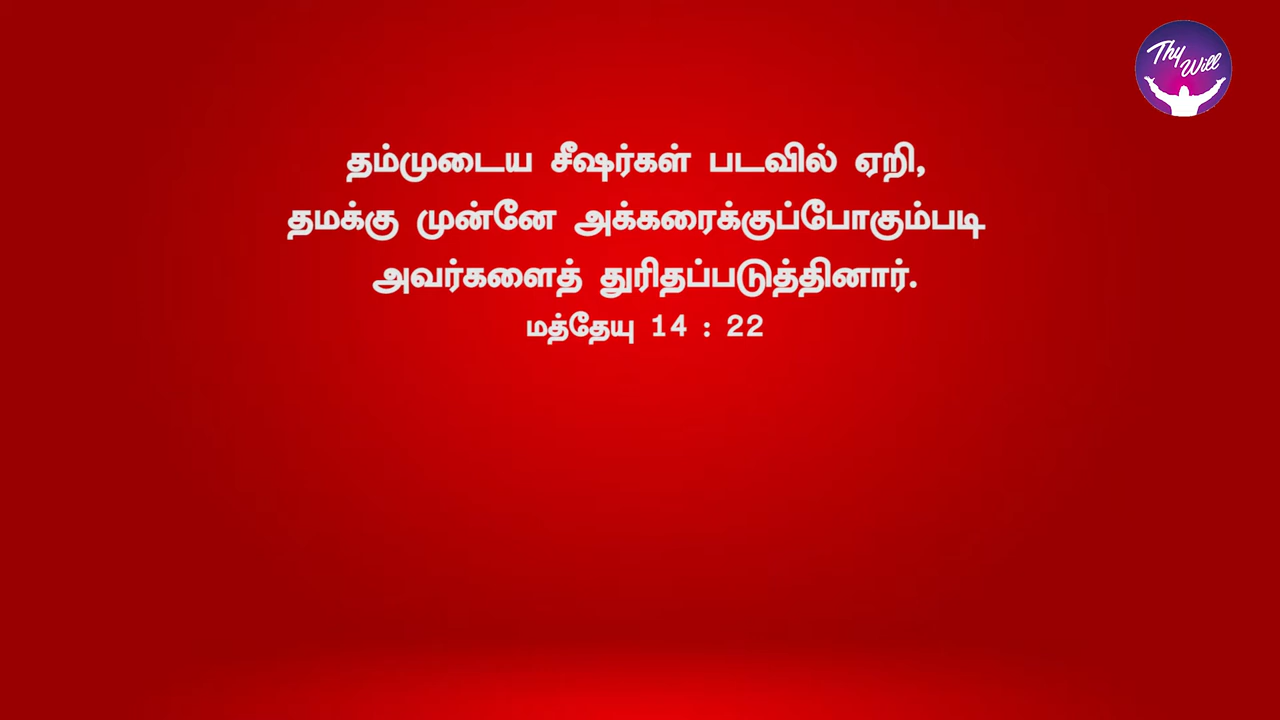 Thy
Will
தம்முடைய சீஷர்கள் படவில் ஏறி,
தமக்கு முன்னே அக்கரைக்குப்போகும்படி
அவர்களைத் துரிதப்படுத்தினார்.
மத்தேயு 14 : 22